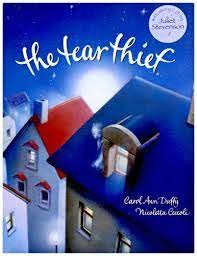 Juliet
Stevenson
the tear thief
Carol Ann Duffy
Nicoletta Ceccoli